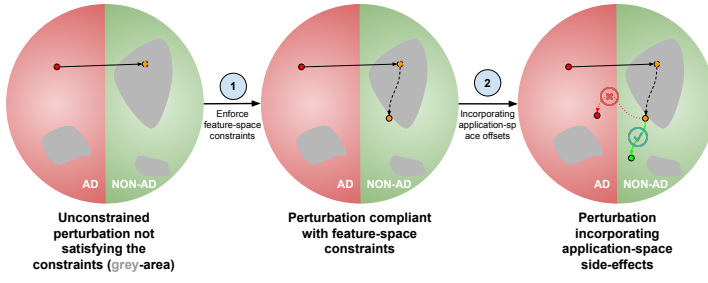 1
2
Enforce
feature-space
constraints
Incorporating
application-sp
ace offsets
AD NON-AD
AD NON-AD
AD NON-AD
Unconstrained
perturbation not
satisfying the
constraints (grey-area)
Perturbation compliant
with feature-space
constraints
Perturbation
incorporating
application-space
side-effects